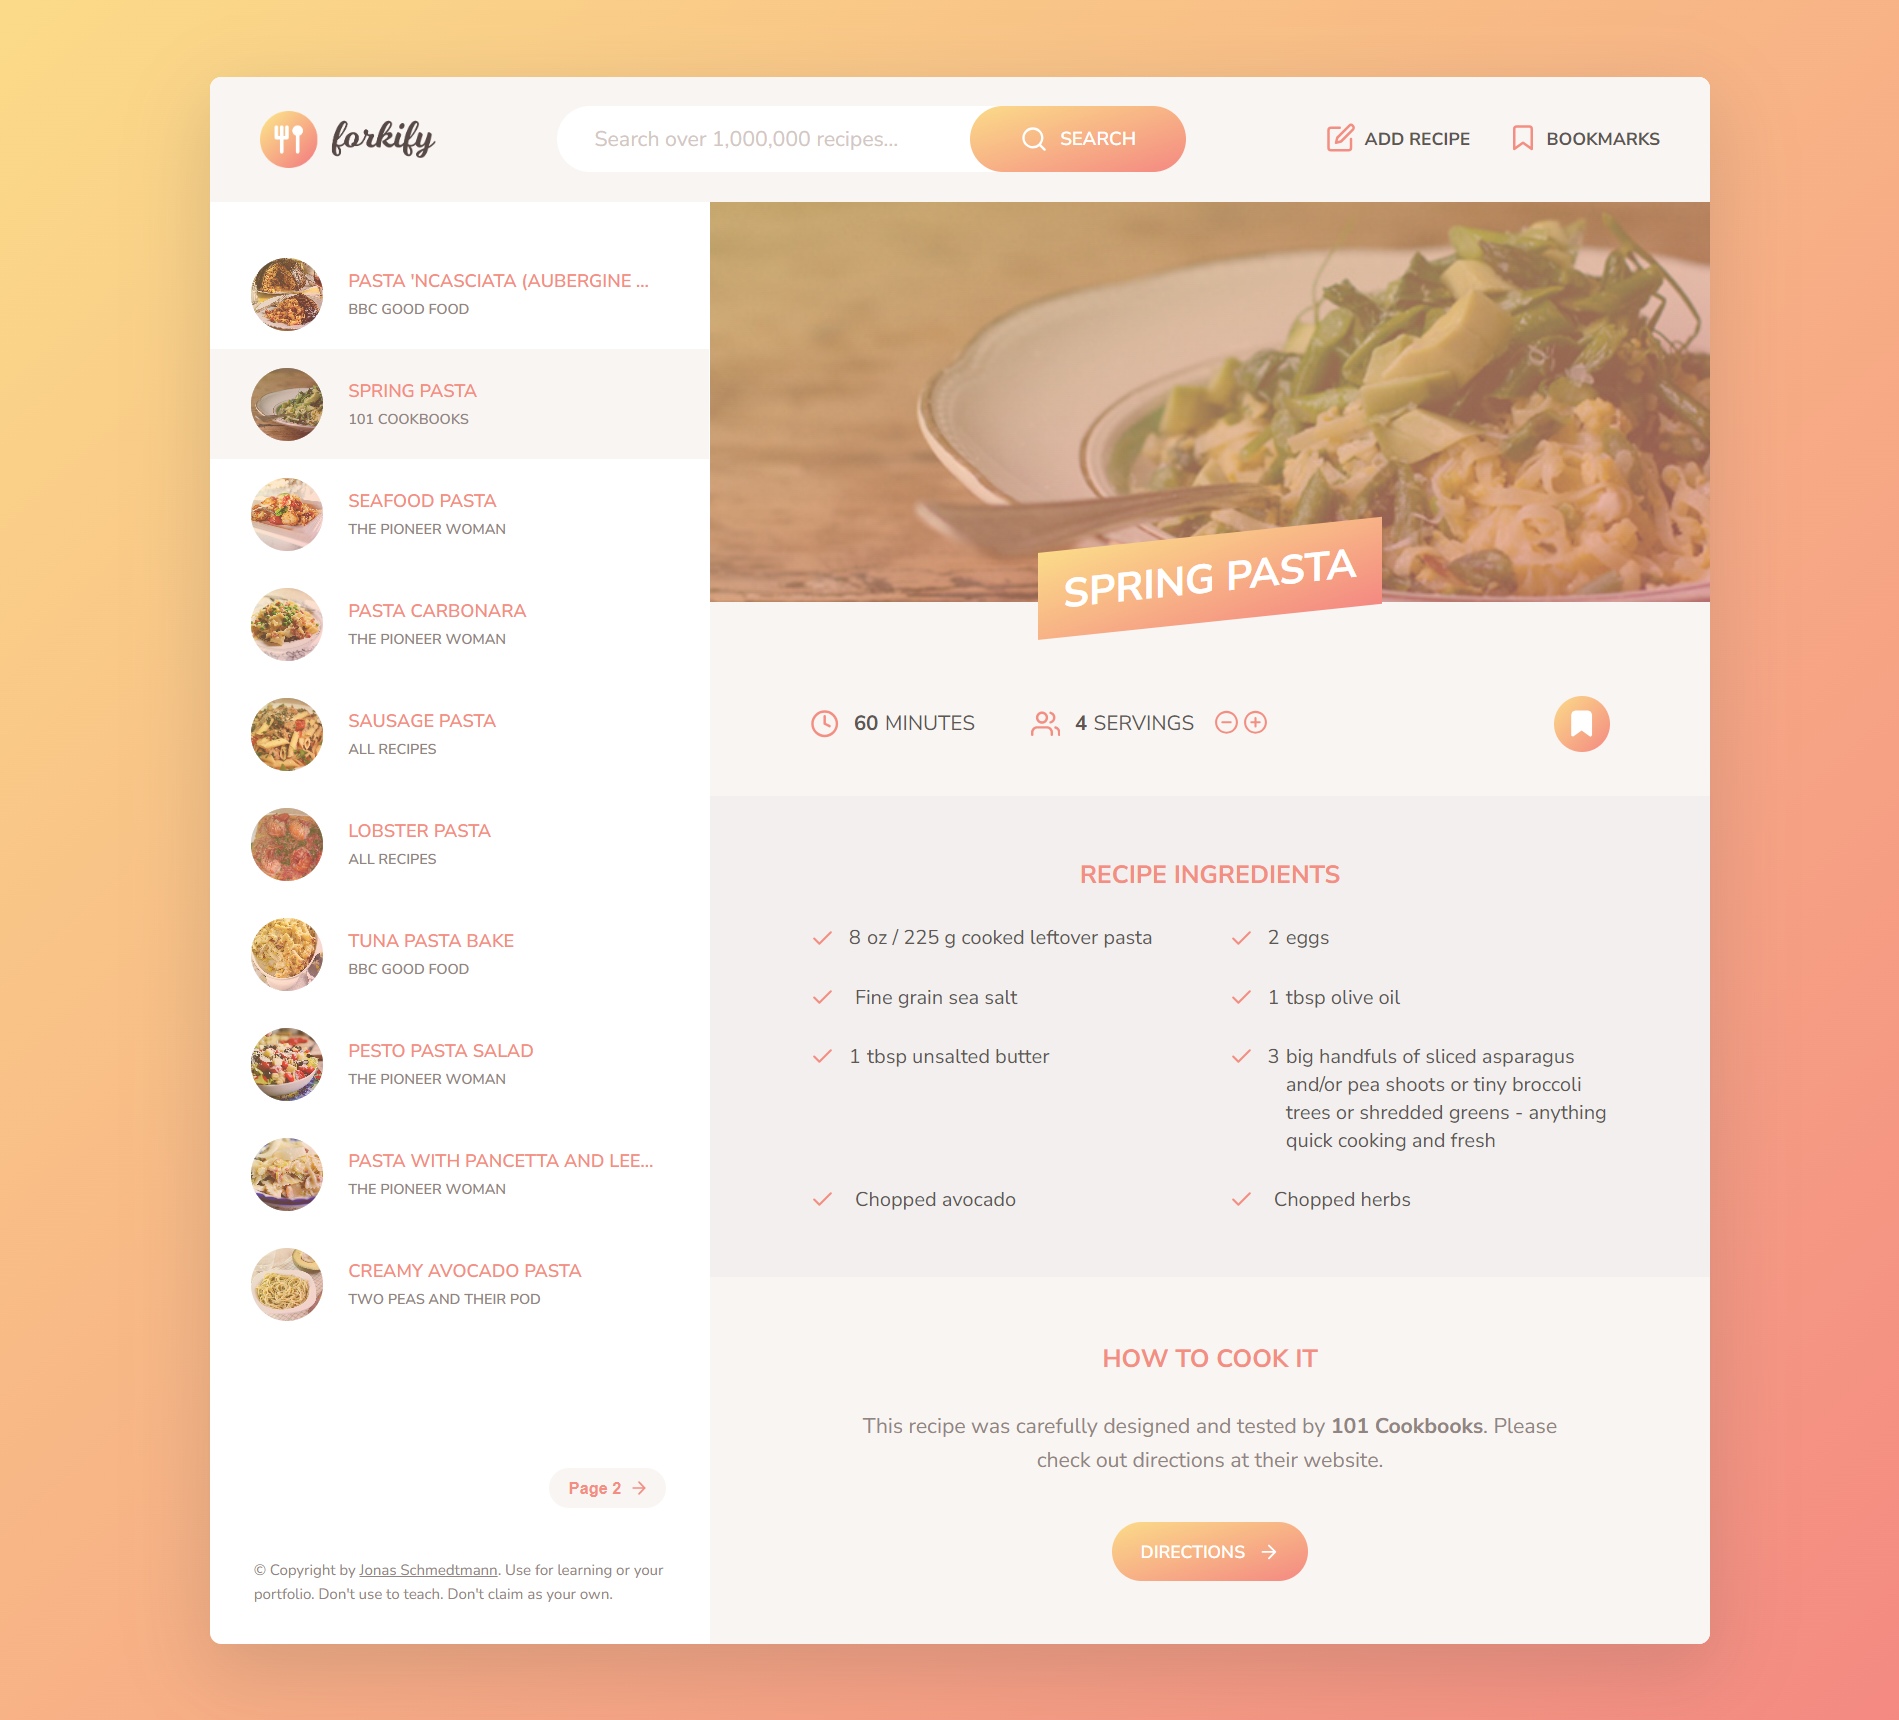 forkify
Search over 1,000,000 recipes...
SEARCH
ADD RECIPE
BOOKMARKS
PASTA 'NCASCIATA (AUBERGINE ...
BBC GOOD FOOD
SPRING PASTA
101 COOKBOOKS
SEAFOOD PASTA
THE PIONEER WOMAN
PASTA CARBONARA
THE PIONEER WOMAN
SAUSAGE PASTA
ALL RECIPES
LOBSTER PASTA
ALL RECIPES
TUNA PASTA BAKE
BBC GOOD FOOD
PESTO PASTA SALAD
THE PIONEER WOMAN
PASTA WITH PANCETTA AND LEE...
THE PIONEER WOMAN
CREAMY AVOCADO PASTA
TWO PEAS AND THEIR POD
Page 2
© Copyright by Jonas Schmedtmann. Use for learning or your
portfolio. Don't use to teach. Don't claim as your own.
SPRING PASTA
60 MINUTES
4 SERVINGS
RECIPE INGREDIENTS
8 oz / 225 g cooked leftover pasta
2 eggs
Fine grain sea salt
1 tbsp olive oil
1 tbsp unsalted butter
3 big handfuls of sliced asparagus
and/or pea shoots or tiny broccoli
trees or shredded greens - anything
quick cooking and fresh
Chopped avocado
Chopped herbs
HOW TO COOK IT
This recipe was carefully designed and tested by 101 Cookbooks. Please
check out directions at their website.
DIRECTIONS